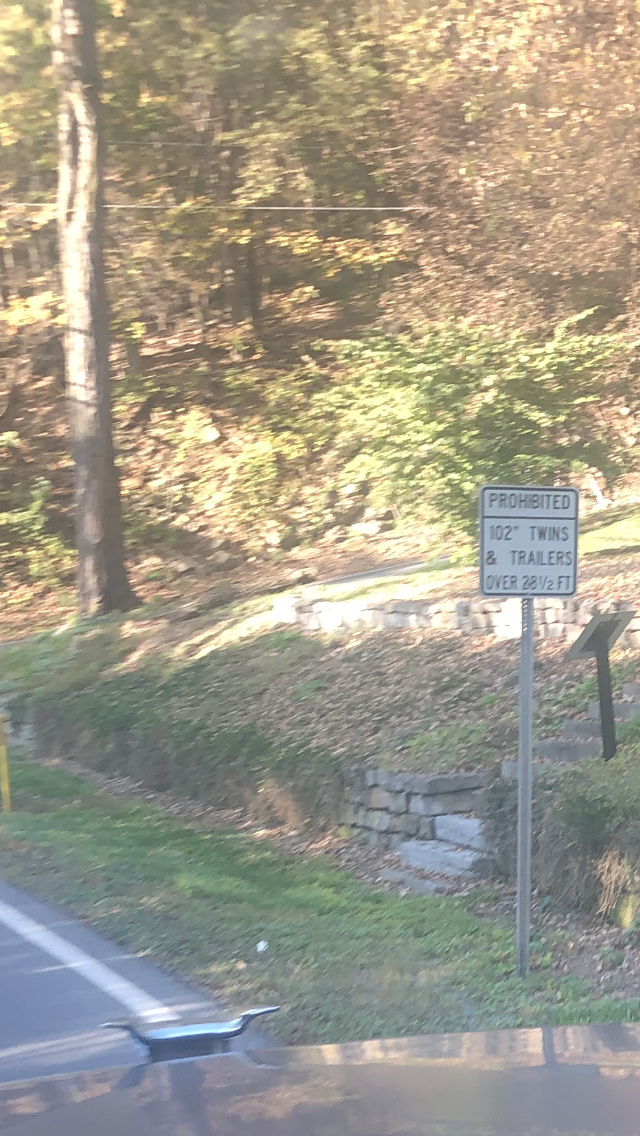 PROHIBITED
102" TWINS
& TRAILERS
OVER 28½ FT